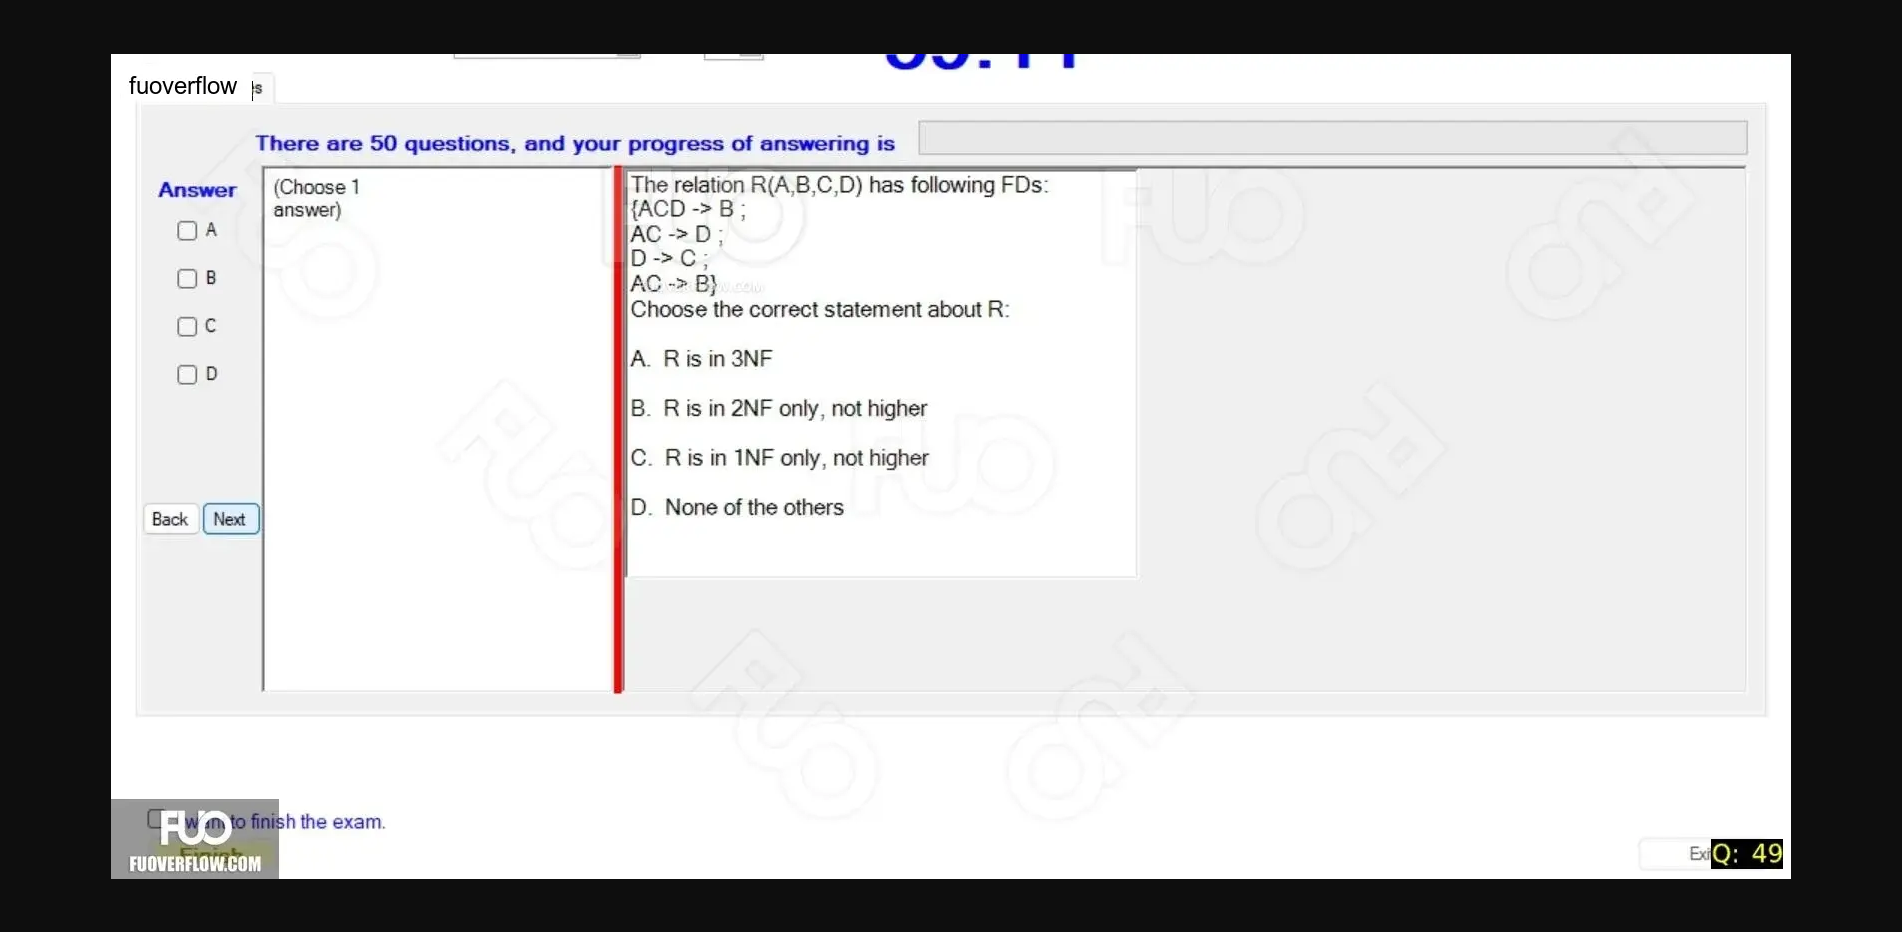 fuoverflow
There are 50 questions, and your progress of answering is
Answer
A
B
C
D
Back Next
(Choose 1
answer)
The relation R(A,B,C,D) has following FDs:
{ACD -> B ;
AC -> D ;
D -> C ;
AC -> B}
Choose the correct statement about R:
A. R is in 3NF
B. R is in 2NF only, not higher
C. R is in 1NF only, not higher
D. None of the others
want to finish the exam.
Finish
FUO
FUOVERFLOW.COM
Q: 49